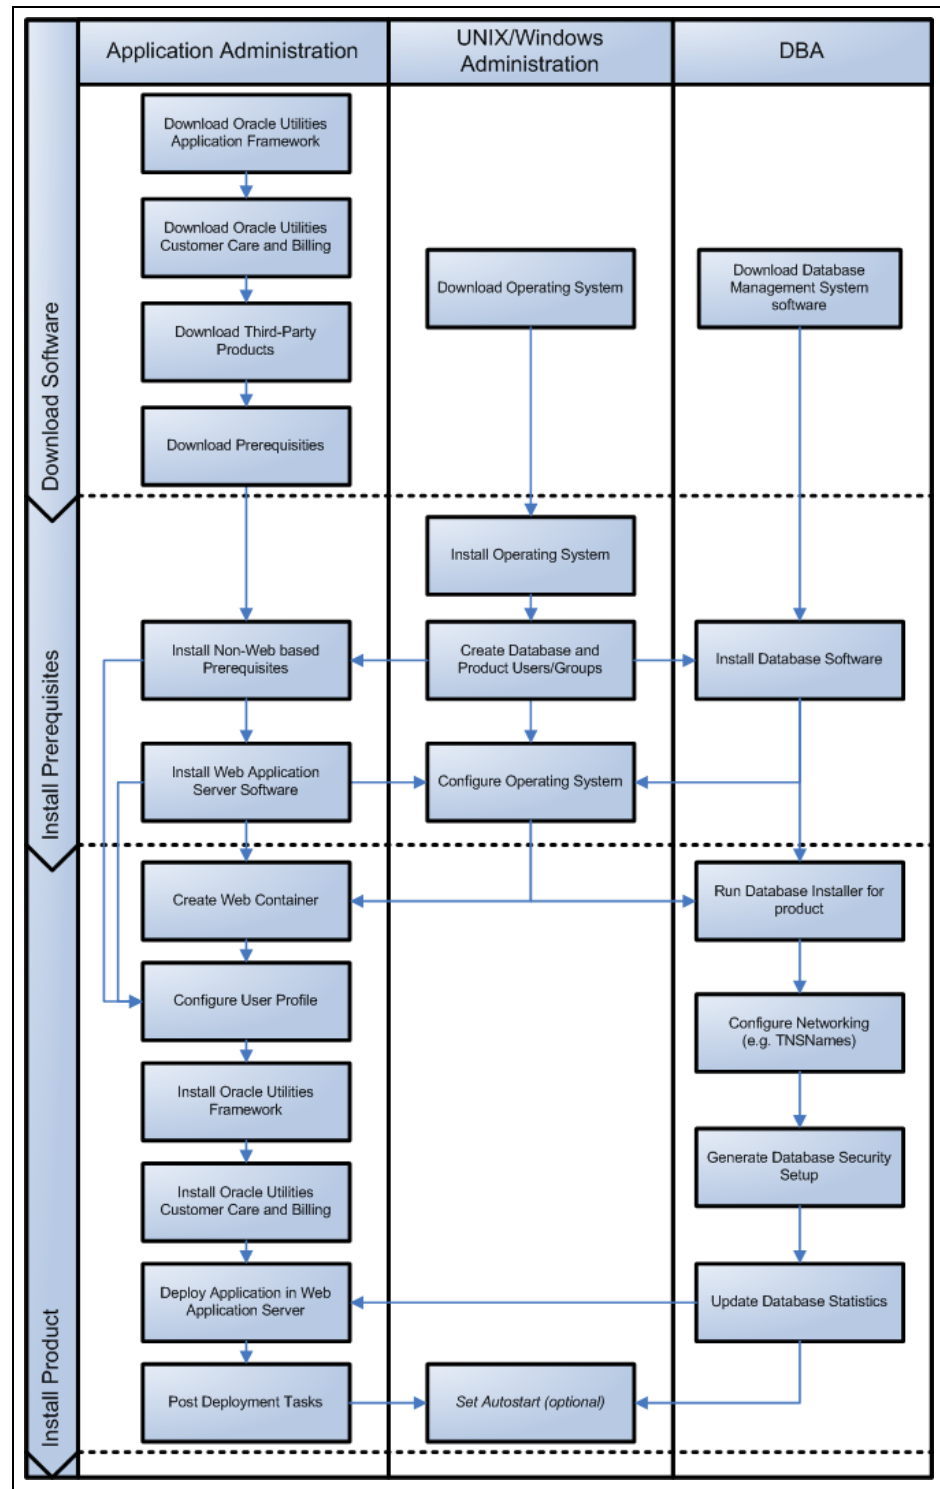 Application Administration
UNIX/Windows
Administration
DBA
Download Software
Download Oracle Utilities
Application Framework
Download Oracle Utilities
Customer Care and Billing
Download Operating System
Download Database
Management System
software
Download Third-Party
Products
Download Prerequisities
Install Prerequisites
Install Operating System
Install Non-Web based
Prerequisites
Create Database and
Product Users/Groups
Install Database Software
Install Web Application
Server Software
Configure Operating System
Install Product
Create Web Container
Run Database Installer for
product
Configure User Profile
Configure Networking
(e.g. TNSNames)
Install Oracle Utilities
Framework
Generate Database Security
Setup
Install Oracle Utilities
Customer Care and Billing
Deploy Application in Web
Application Server
Update Database Statistics
Post Deployment Tasks
Set Autostart (optional)